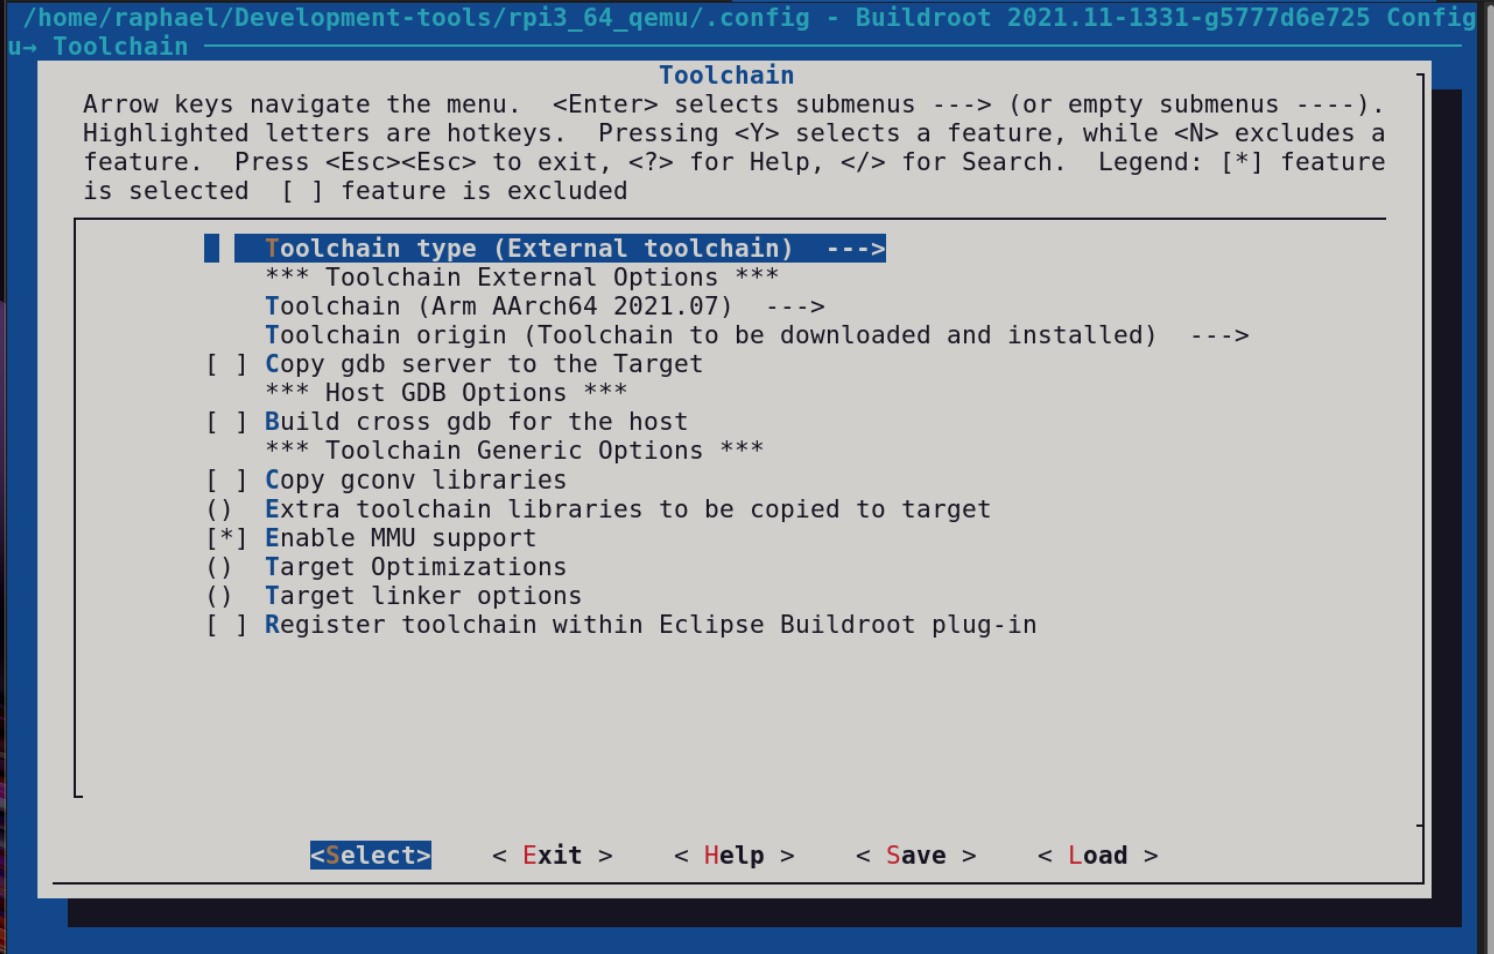 /home/raphael/Development-tools/rpi3_64_qemu/.config - Buildroot 2021.11-1331-g5777d6e725 Config
u→ Toolchain
Toolchain
Arrow keys navigate the menu.  <Enter> selects submenus ---> (or empty submenus ----).
Highlighted letters are hotkeys.  Pressing <Y> selects a feature, while <N> excludes a
feature.  Press <Esc><Esc> to exit, <?> for Help, </> for Search.  Legend: [*] feature
is selected  [ ] feature is excluded
Toolchain type (External toolchain)  --->
*** Toolchain External Options ***
Toolchain (Arm AArch64 2021.07)  --->
Toolchain origin (Toolchain to be downloaded and installed)  --->
[ ] Copy gdb server to the Target
*** Host GDB Options ***
[ ] Build cross gdb for the host
*** Toolchain Generic Options ***
[ ] Copy gconv libraries
()  Extra toolchain libraries to be copied to target
[*] Enable MMU support
()  Target Optimizations
()  Target linker options
[ ] Register toolchain within Eclipse Buildroot plug-in
<Select>    < Exit >    < Help >    < Save >    < Load >